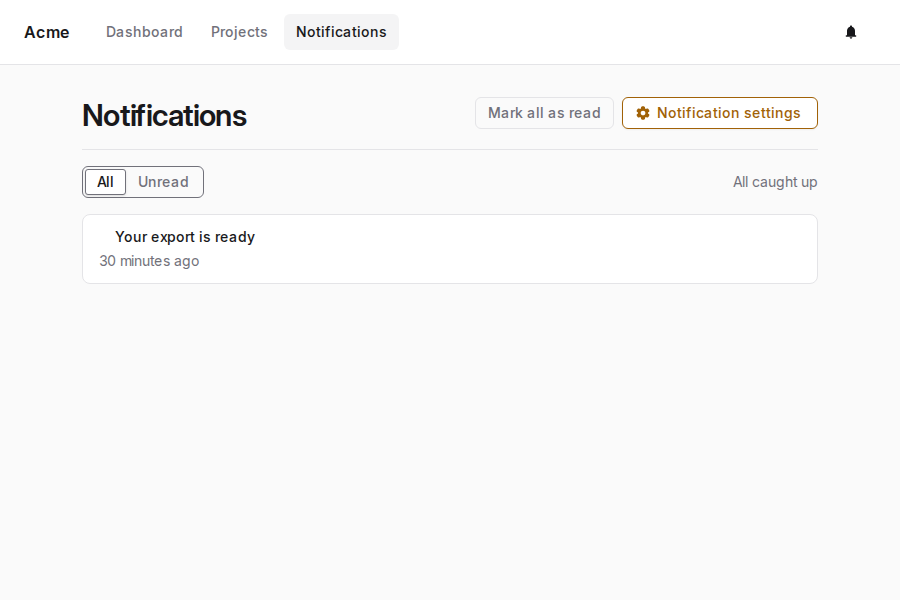 Acme Dashboard Projects Notifications
Notifications Mark all as read Notification settings
All Unread All caught up
Your export is ready
30 minutes ago